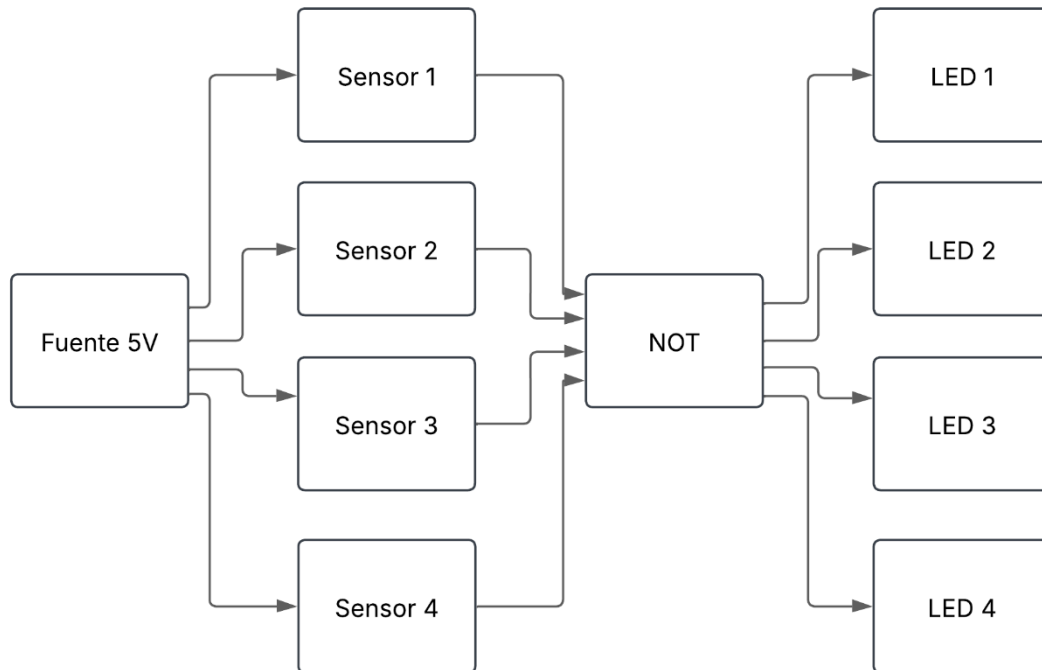 Sensor 1
LED 1
Sensor 2
LED 2
Fuente 5V
NOT
Sensor 3
LED 3
Sensor 4
LED 4